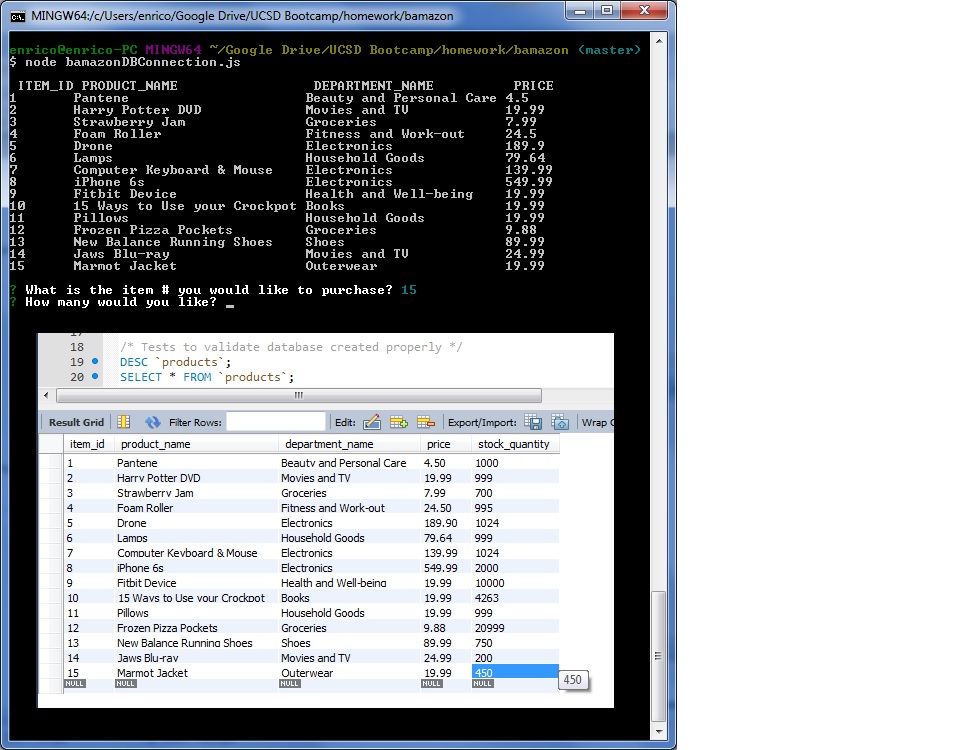 MINGW64:/c/Users/enrico/Google Drive/UCSD Bootcamp/homework/bamazon
enrico@enrico-PC MINGW64 ~/Google Drive/UCSD Bootcamp/homework/bamazon (master)
$ node bamazonDBConnection.js
ITEM_ID PRODUCT_NAME DEPARTMENT_NAME PRICE
1 Pantene Beauty and Personal Care 4.5
2 Harry Potter DVD Movies and TV 19.99
3 Strawberry Jam Groceries 7.99
4 Foam Roller Fitness and Work-out 24.5
5 Drone Electronics 189.9
6 Lamps Household Goods 79.64
7 Computer Keyboard & Mouse Electronics 139.99
8 iPhone 6s Electronics 549.99
9 Fitbit Device Health and Well-being 19.99
10 15 Ways to Use your Crockpot Books 19.99
11 Pillows Household Goods 19.99
12 Frozen Pizza Pockets Groceries 9.88
13 New Balance Running Shoes Shoes 89.99
14 Jaws Blu-ray Movies and TV 24.99
15 Marmot Jacket Outerwear 19.99
? What is the item # you would like to purchase? 15
? How many would you like? _
17
18 /* Tests to validate database created properly */
19 DESC `products`;
20 SELECT * FROM `products`;
Result Grid Filter Rows: Edit: Export/Import: Wrap C
item_id product_name department_name price stock_quantity
1 Pantene Beauty and Personal Care 4.50 1000
2 Harry Potter DVD Movies and TV 19.99 999
3 Strawberry Jam Groceries 7.99 700
4 Foam Roller Fitness and Work-out 24.50 995
5 Drone Electronics 189.90 1024
6 Lamps Household Goods 79.64 999
7 Computer Keyboard & Mouse Electronics 139.99 1024
8 iPhone 6s Electronics 549.99 2000
9 Fitbit Device Health and Well-being 19.99 10000
10 15 Ways to Use your Crockpot Books 19.99 4263
11 Pillows Household Goods 19.99 999
12 Frozen Pizza Pockets Groceries 9.88 20999
13 New Balance Running Shoes Shoes 89.99 750
14 Jaws Blu-ray Movies and TV 24.99 200
15 Marmot Jacket Outerwear 19.99 450
NULL NULL NULL NULL NULL
450